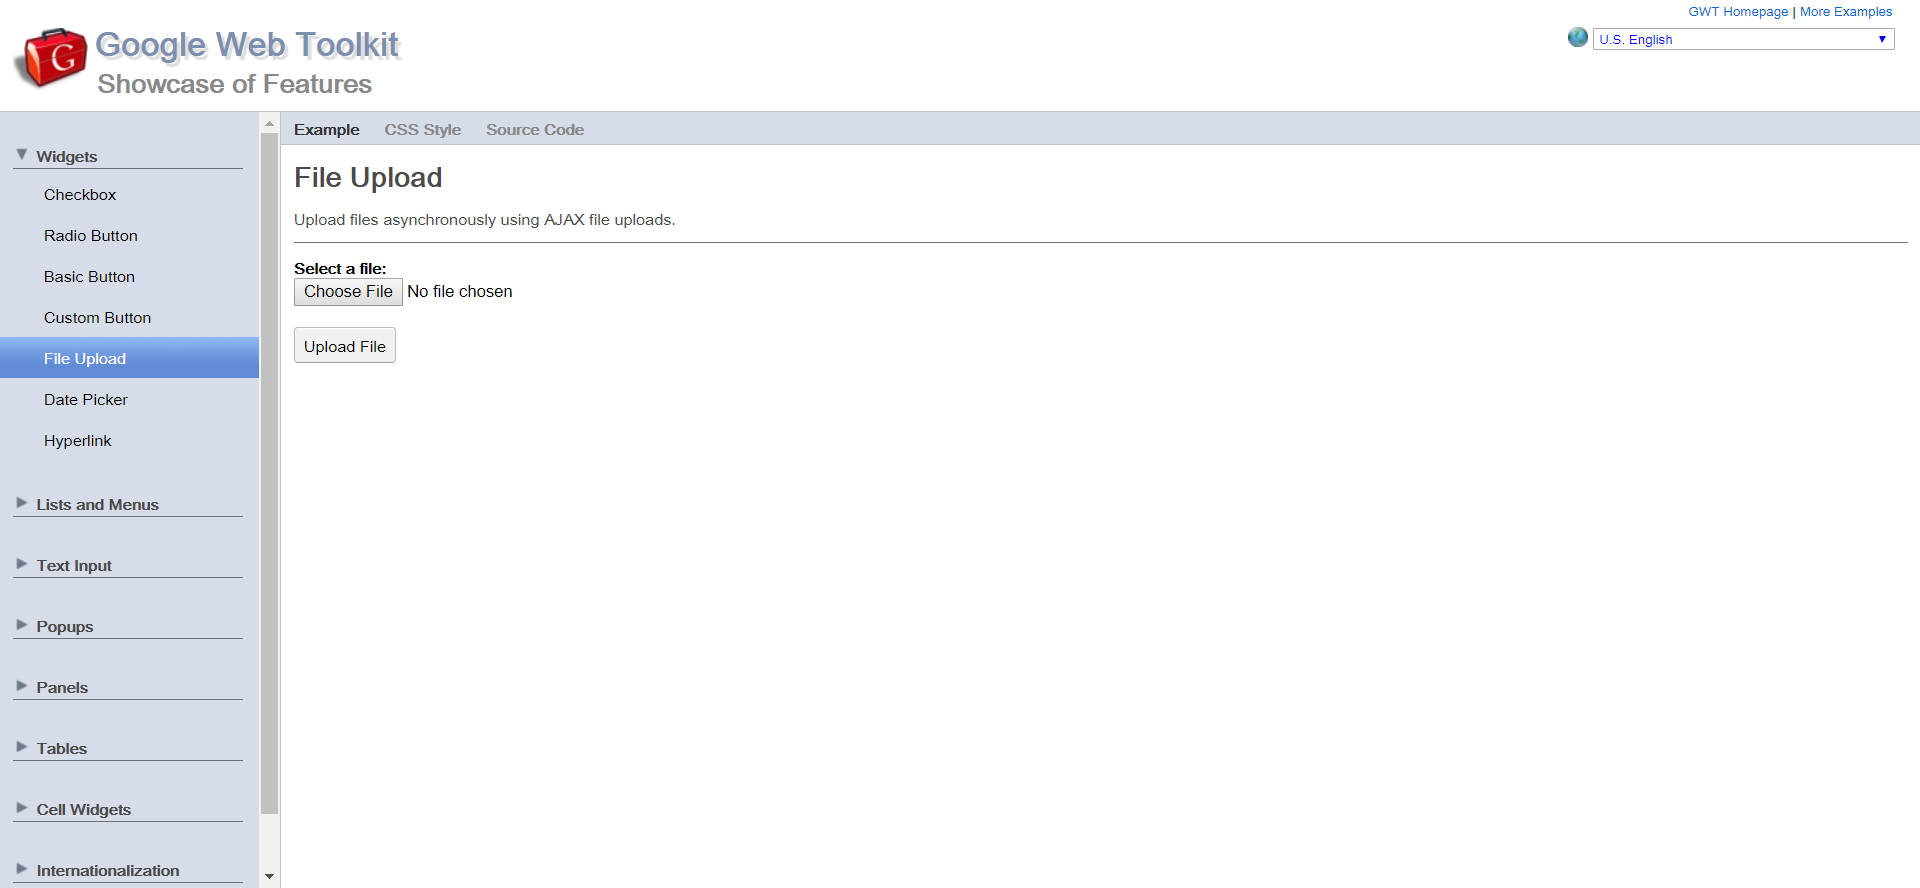 GWT Homepage | More Examples
U.S. English
Google Web Toolkit
Showcase of Features
Widgets
Checkbox
Radio Button
Basic Button
Custom Button
File Upload
Date Picker
Hyperlink
Lists and Menus
Text Input
Popups
Panels
Tables
Cell Widgets
Internationalization
Example CSS Style Source Code
File Upload
Upload files asynchronously using AJAX file uploads.
Select a file:
Choose File No file chosen
Upload File